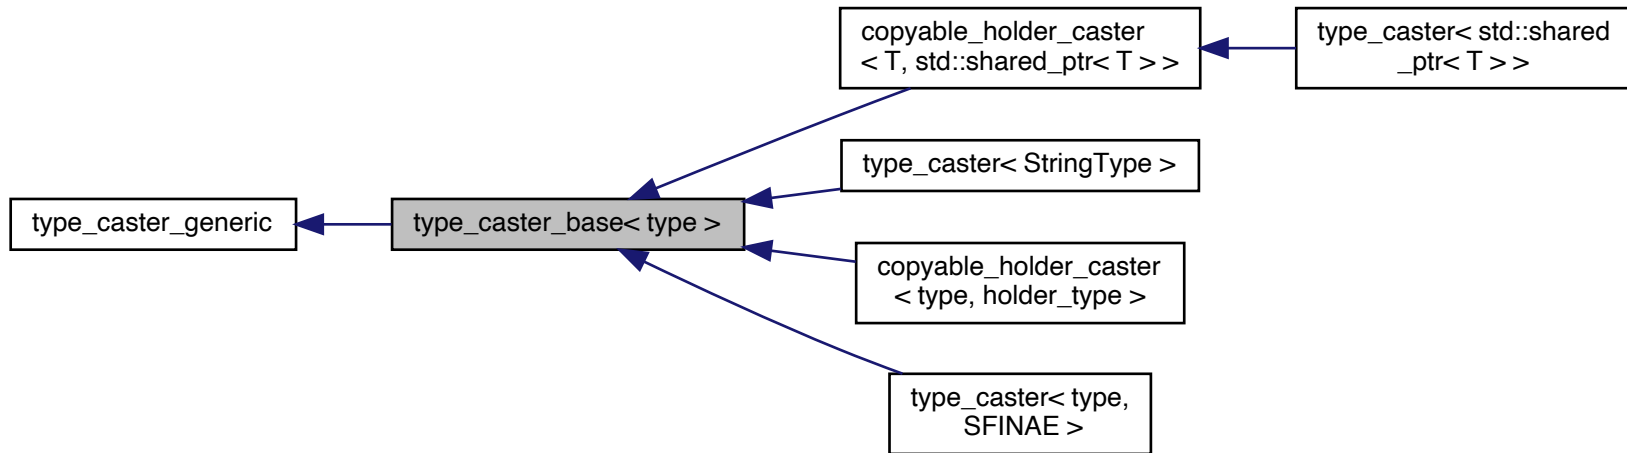 type_caster_generic
type_caster_base< type >
copyable_holder_caster
< T, std::shared_ptr< T > >
type_caster< std::shared
_ptr< T > >
type_caster< StringType >
copyable_holder_caster
< type, holder_type >
type_caster< type,
SFINAE >